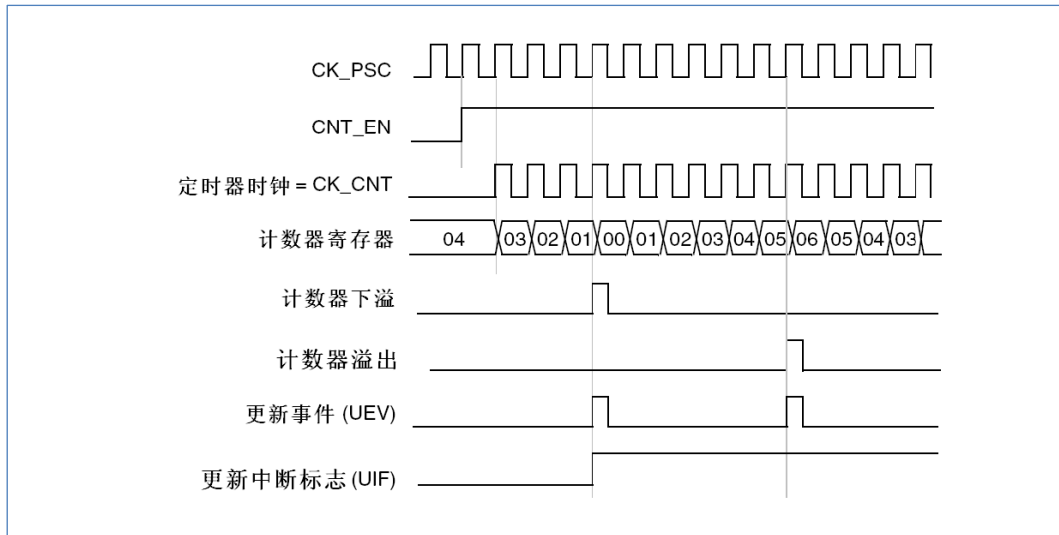 CK_PSC
CNT_EN
定时器时钟 = CK_CNT
计数器寄存器 04 03 02 01 00 01 02 03 04 05 06 05 04 03
计数器下溢
计数器溢出
更新事件 (UEV)
更新中断标志 (UIF)